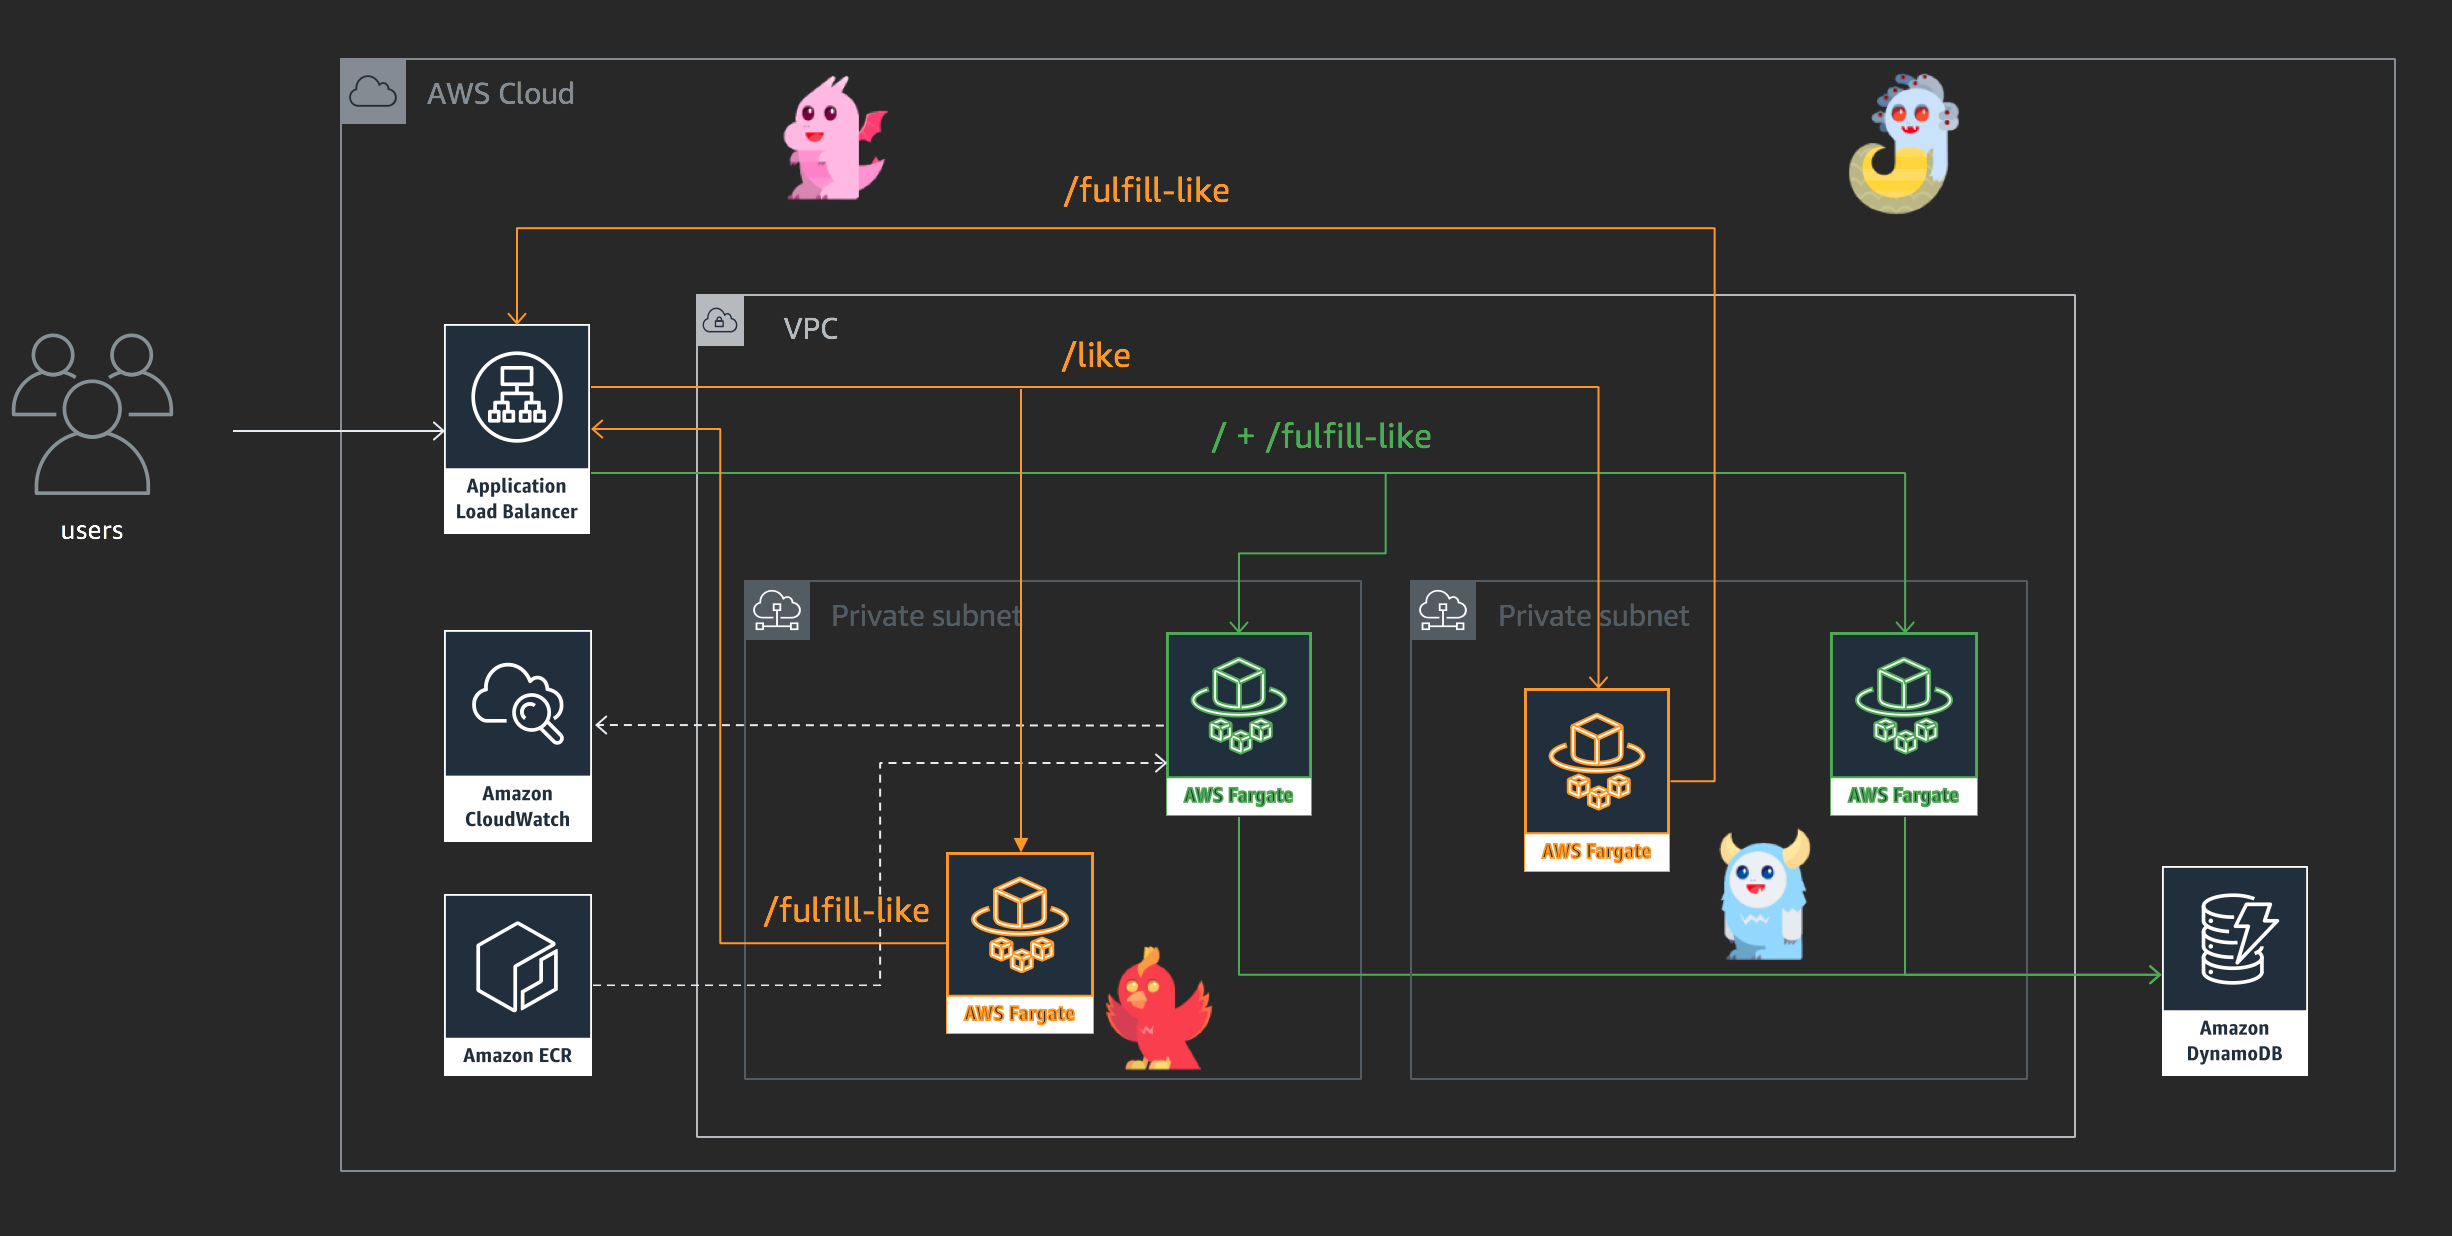 AWS Cloud
/fulfill-like
VPC
/like
/ + /fulfill-like
Application
Load Balancer
users
Private subnet
Private subnet
Amazon
CloudWatch
AWS Fargate
AWS Fargate
AWS Fargate
/fulfill-like
AWS Fargate
Amazon ECR
Amazon
DynamoDB